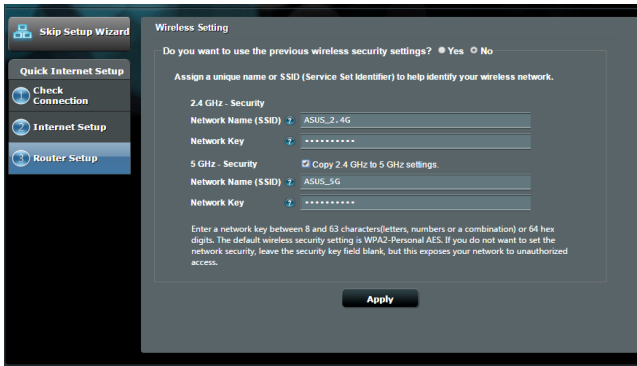 Skip Setup Wizard
Quick Internet Setup
1 Check
Connection
2 Internet Setup
3 Router Setup
Wireless Setting
Do you want to use the previous wireless security settings? Yes No
Assign a unique name or SSID (Service Set Identifier) to help identify your wireless network.
2.4 GHz - Security
Network Name (SSID) ? ASUS_2.4G
Network Key ? ••••••••••
5 GHz - Security Copy 2.4 GHz to 5 GHz settings.
Network Name (SSID) ? ASUS_5G
Network Key ? ••••••••••
Enter a network key between 8 and 63 characters(letters, numbers or a combination) or 64 hex
digits. The default wireless security setting is WPA2-Personal AES. If you do not want to set the
network security, leave the security key field blank, but this exposes your network to unauthorized
access.
Apply